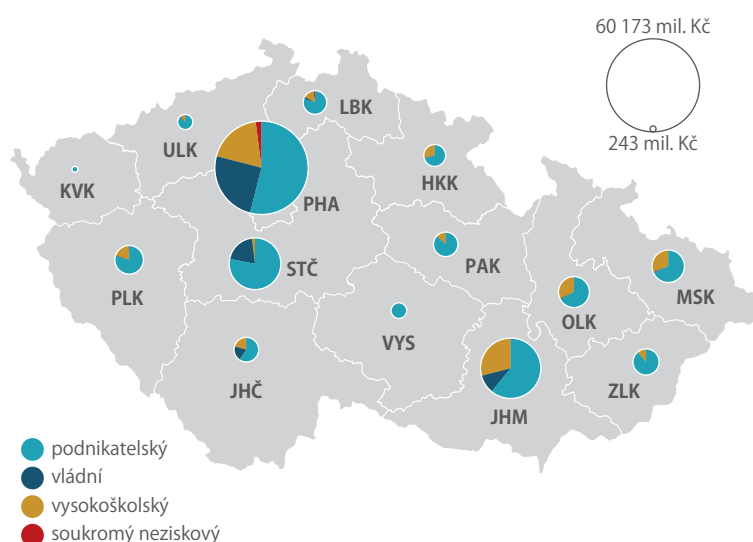 60 173 mil. Kč
243 mil. Kč
LBK
ULK
KVK
HKK
PHA
STČ
PAK
PLK
MSK
OLK
VYS
JHČ
ZLK
JHM
podnikatelský
vládní
vysokoškolský
soukromý neziskový